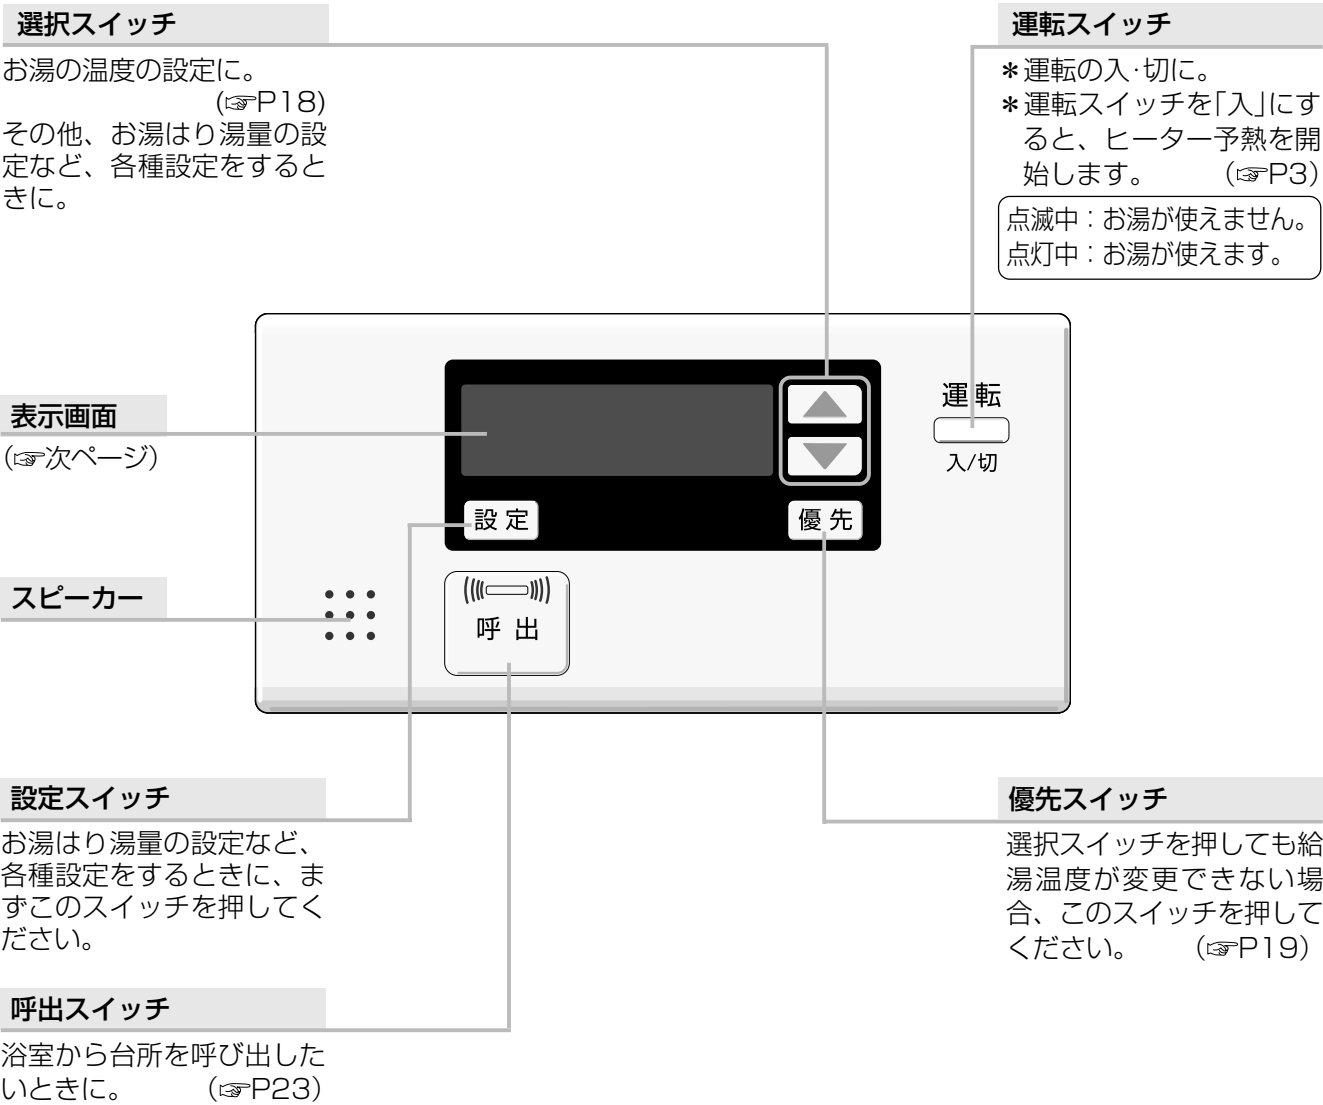 選択スイッチ
お湯の温度の設定に。
(☞P18)
その他、お湯はり湯量の設
定など、各種設定をすると
きに。
運転スイッチ
＊運転の入·切に。
＊運転スイッチを「入」にす
ると、ヒーター予熱を開
始します。 (☞P3)
点滅中：お湯が使えません。
点灯中：お湯が使えます。
表示画面
(☞次ページ)
スピーカー
運転
入/切
設定
優先
呼出
設定スイッチ
お湯はり湯量の設定など、
各種設定をするときに、ま
ずこのスイッチを押してく
ださい。
呼出スイッチ
浴室から台所を呼び出した
いときに。 (☞P23)
優先スイッチ
選択スイッチを押しても給
湯温度が変更できない場
合、このスイッチを押して
ください。 (☞P19)